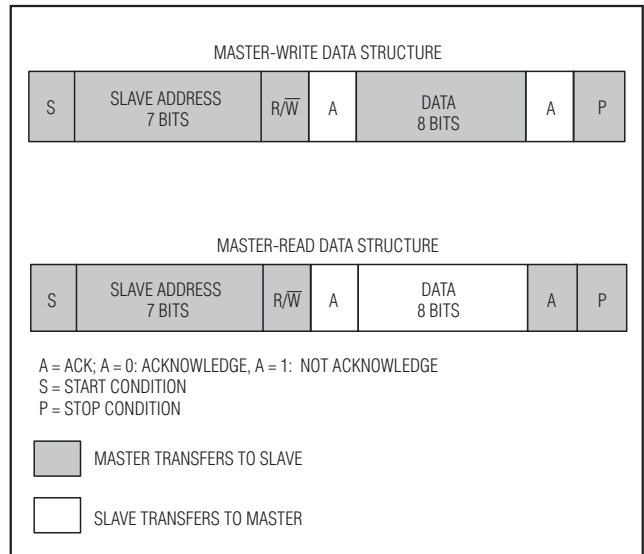 MASTER-WRITE DATA STRUCTURE
S SLAVE ADDRESS 7 BITS R/W̅ A DATA 8 BITS A P
MASTER-READ DATA STRUCTURE
S SLAVE ADDRESS 7 BITS R/W̅ A DATA 8 BITS A P
A = ACK; A = 0: ACKNOWLEDGE, A = 1: NOT ACKNOWLEDGE
S = START CONDITION
P = STOP CONDITION
MASTER TRANSFERS TO SLAVE
SLAVE TRANSFERS TO MASTER